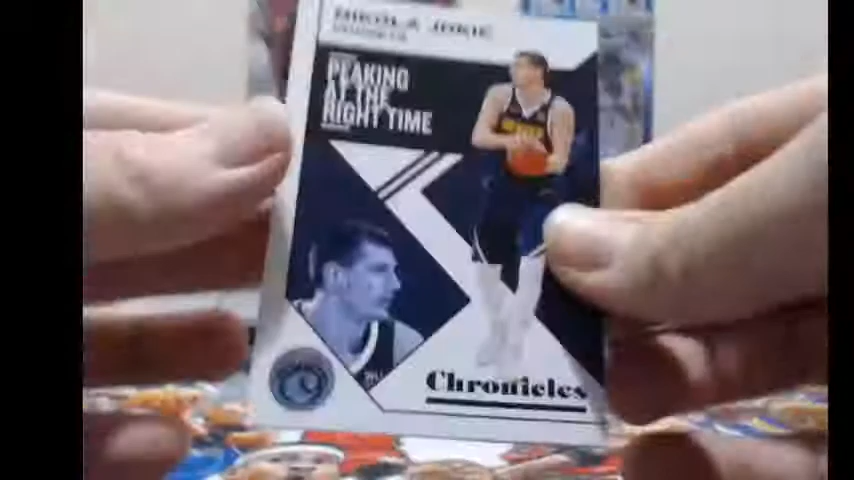 NIKOLA JOKIC
PEAKING
AT THE
RIGHT TIME
Chronicles